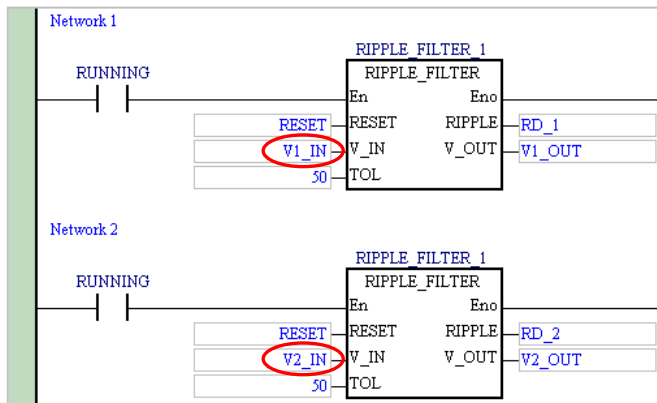 Network 1
RIPPLE_FILTER_1
RUNNING
RIPPLE_FILTER
En Eno
RESET RESET RIPPLE RD_1
V1_IN V_IN V_OUT V1_OUT
50 TOL
Network 2
RIPPLE_FILTER_1
RUNNING
RIPPLE_FILTER
En Eno
RESET RESET RIPPLE RD_2
V2_IN V_IN V_OUT V2_OUT
50 TOL